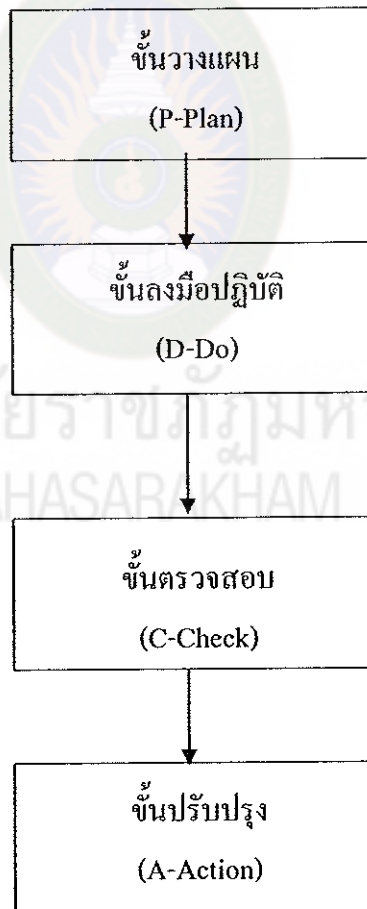 ขั้นวางแผน
(P-Plan)
ขั้นลงมือปฏิบัติ
(D-Do)
ขั้นตรวจสอบ
(C-Check)
ขั้นปรับปรุง
(A-Action)